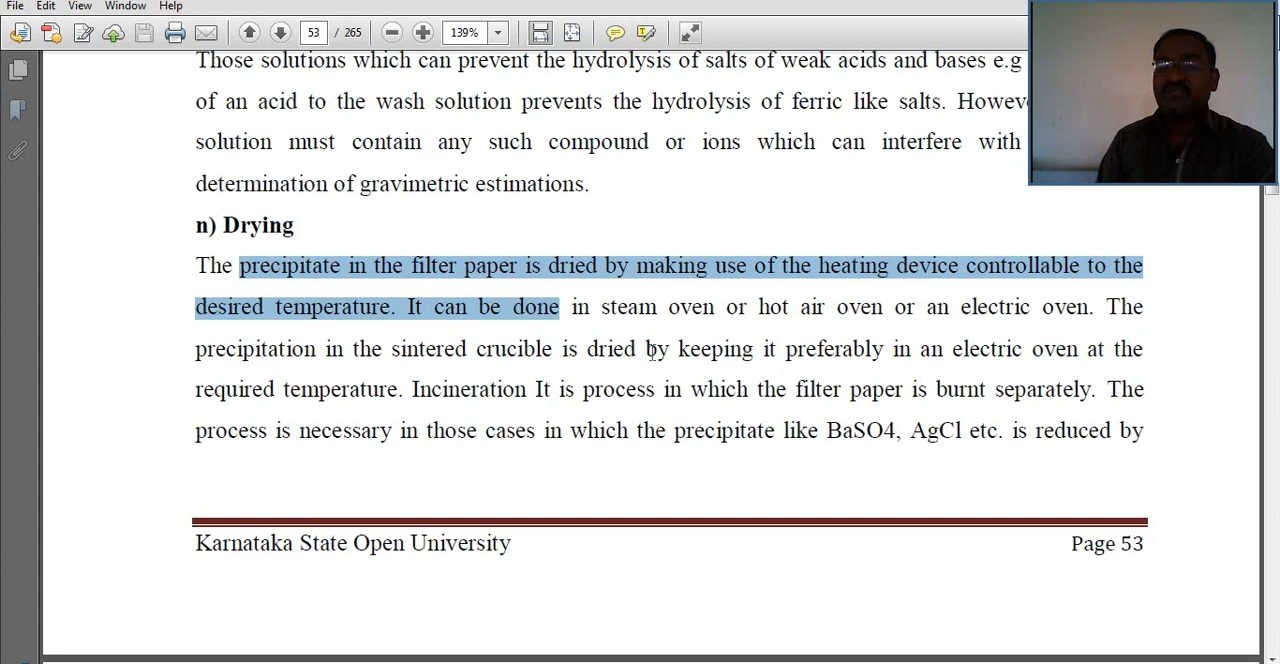 File Edit View Window Help
53 / 265 139%
Those solutions which can prevent the hydrolysis of salts of weak acids and bases e.g
of an acid to the wash solution prevents the hydrolysis of ferric like salts.
solution must contain any such compound or ions which can interfere with
determination of gravimetric estimations.
n) Drying
The precipitate in the filter paper is dried by making use of the heating device controllable to the
desired temperature. It can be done in steam oven or hot air oven or an electric oven. The
precipitation in the sintered crucible is dried by keeping it preferably in an electric oven at the
required temperature. Incineration It is process in which the filter paper is burnt separately. The
process is necessary in those cases in which the precipitate like BaSO4, AgCl etc. is reduced by
Karnataka State Open University Page 53